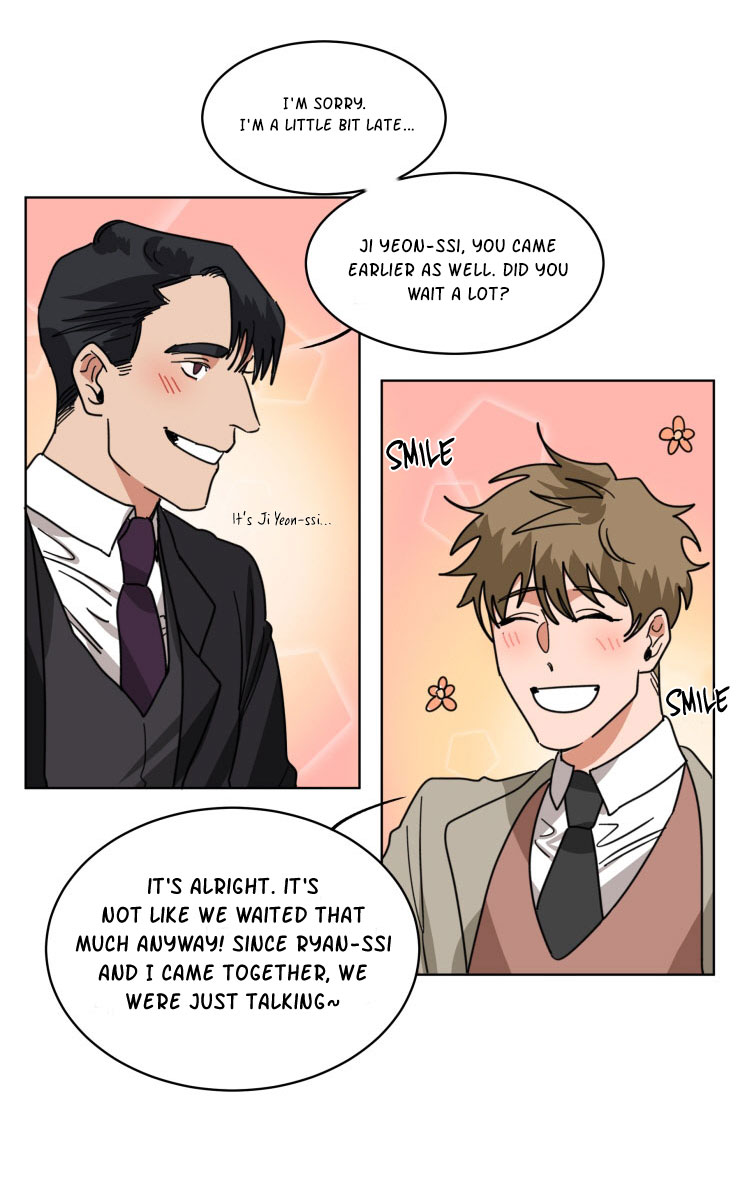 I'M SORRY.
I'M A LITTLE BIT LATE...
JI YEON-SSI, YOU CAME
EARLIER AS WELL. DID YOU
WAIT A LOT?
SMILE
It's Ji Yeon-ssi...
SMILE
IT'S ALRIGHT. IT'S
NOT LIKE WE WAITED THAT
MUCH ANYWAY! SINCE RYAN-SSI
AND I CAME TOGETHER, WE
WERE JUST TALKING~